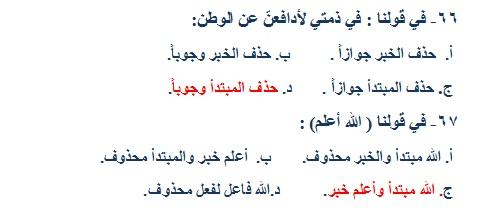 ٦٦- في قولنا : في ذمتي لأدافعنّ عن الوطن:
أ. حذف الخبر جوازاً . ب. حذف الخبر وجوباً.
ج. حذف المبتدأ جوازاً . د. حذف المبتدأ وجوباً.
٦٧- في قولنا ( الله أعلم) :
أ. الله مبتدأ والخبر محذوف. ب. أعلم خبر والمبتدأ محذوف.
ج. الله مبتدأ وأعلم خبر. د.الله فاعل لفعل محذوف.